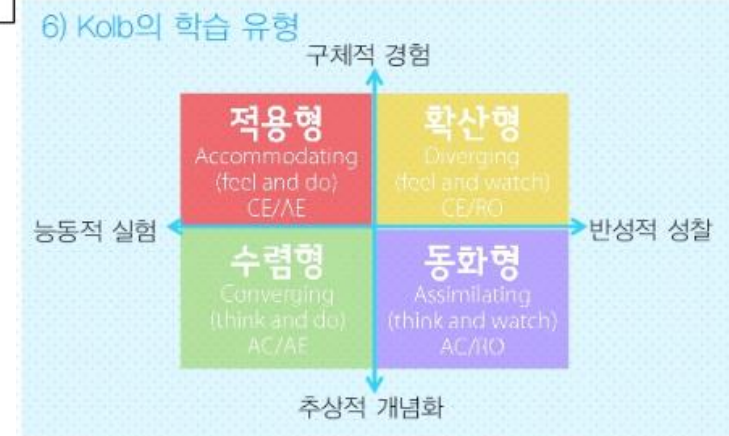 6) Kolb의 학습 유형
구체적 경험
적용형
Accommodating
(feel and do)
CE/AE
확산형
Diverging
(feel and watch)
CE/RO
능동적 실험
반성적 성찰
수렴형
Converging
(think and do)
AC/AE
동화형
Assimilating
(think and watch)
AC/RO
추상적 개념화